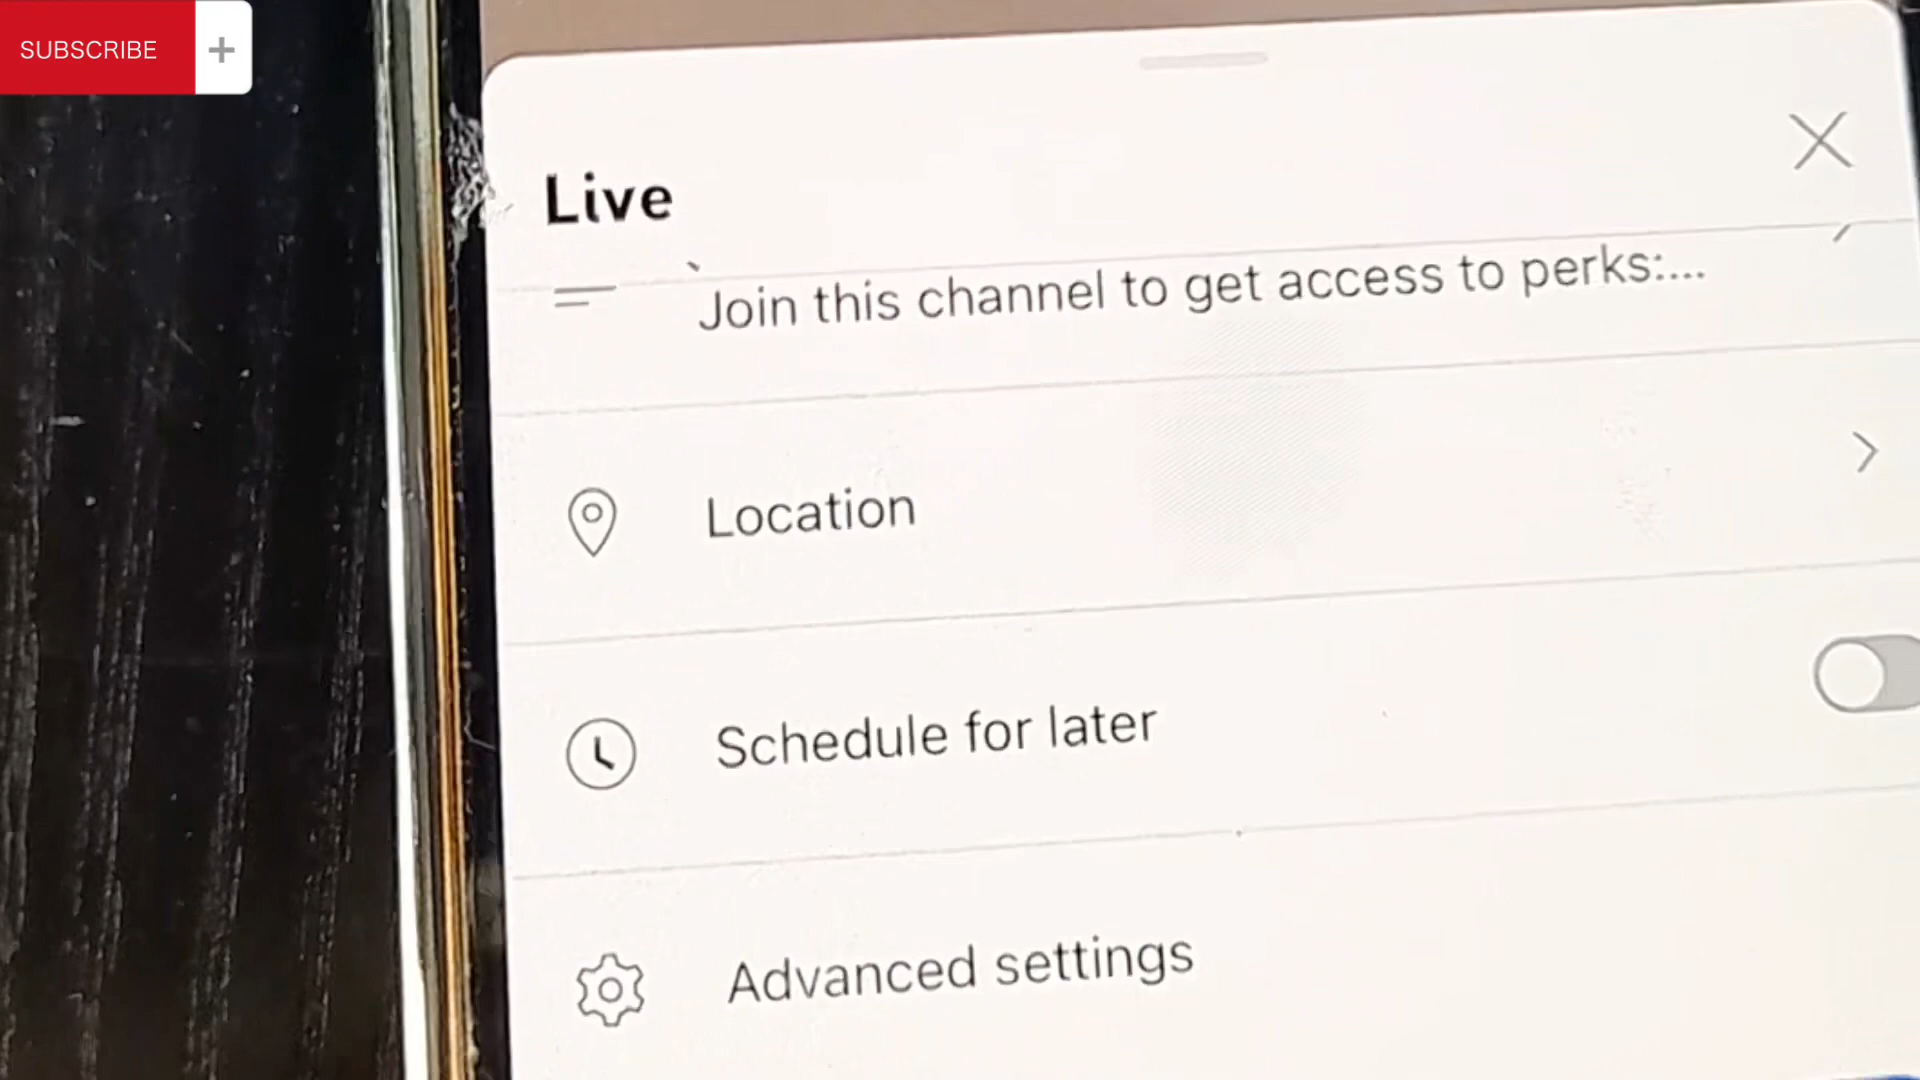 SUBSCRIBE +
Live
Join this channel to get access to perks:...
Location
Schedule for later
Advanced settings